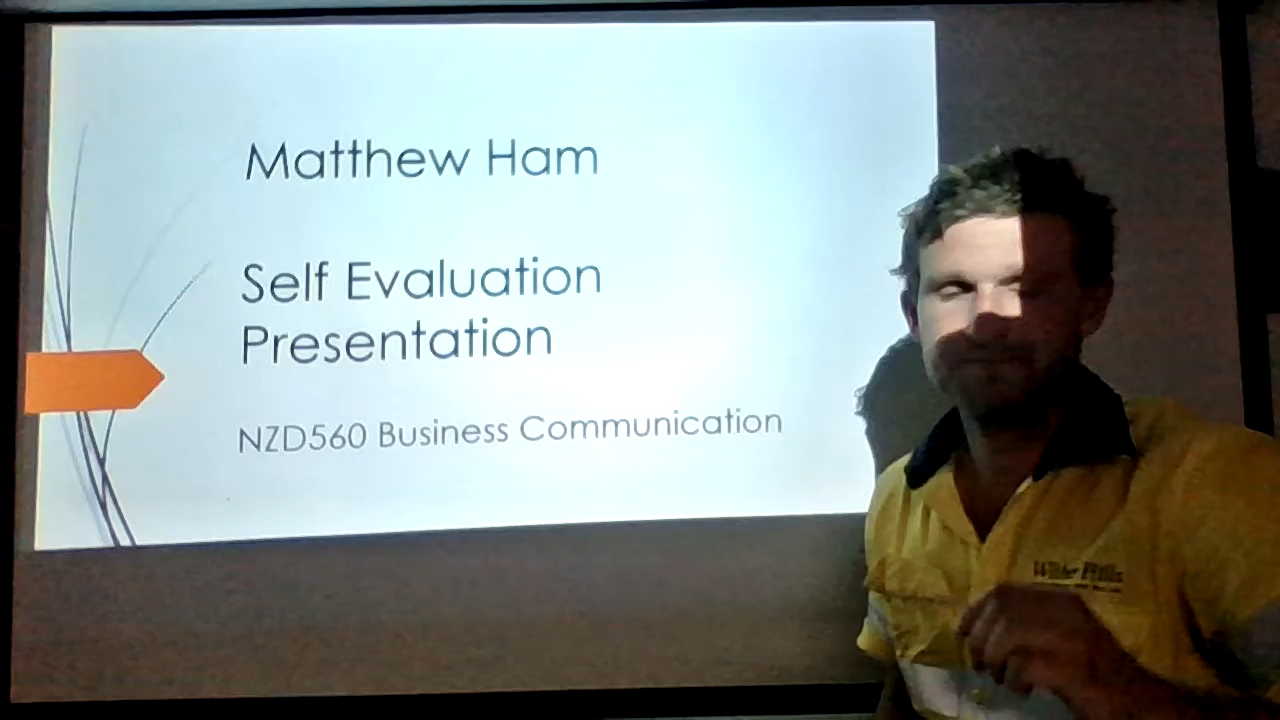 Matthew Ham
Self Evaluation
Presentation
NZD560 Business Communication